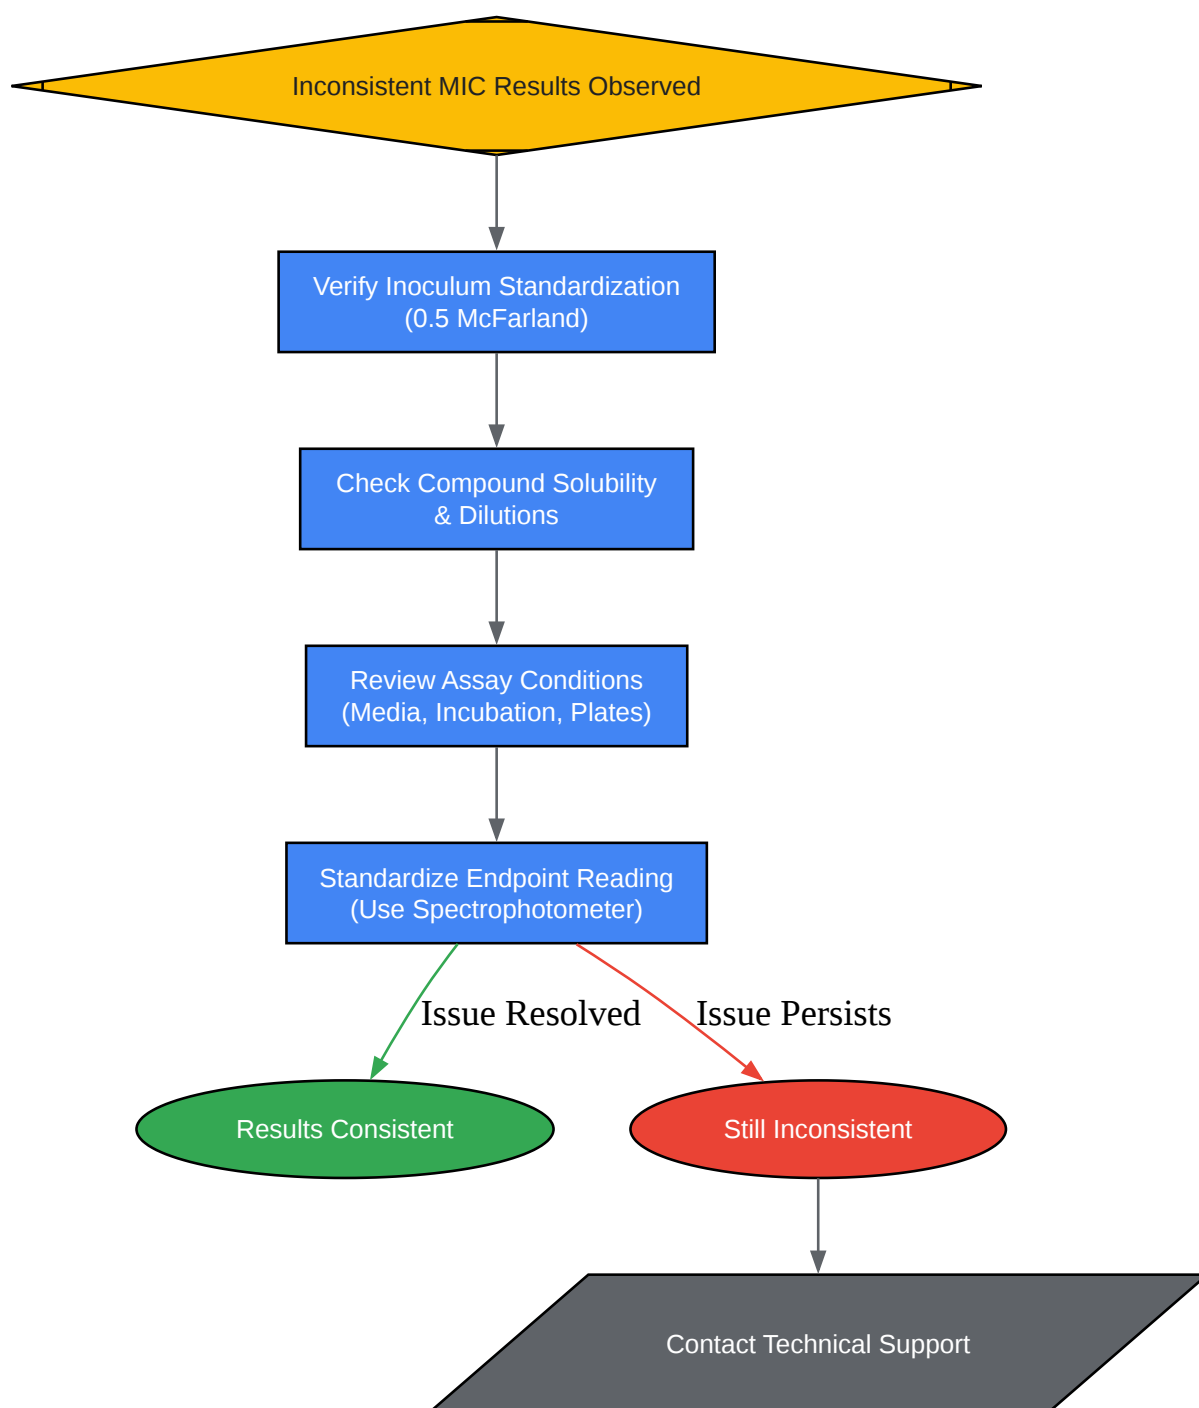 Inconsistent MIC Results Observed
Verify Inoculum Standardization
(0.5 McFarland)
Check Compound Solubility
& Dilutions
Review Assay Conditions
(Media, Incubation, Plates)
Standardize Endpoint Reading
(Use Spectrophotometer)
Issue Resolved
Issue Persists
Results Consistent
Still Inconsistent
Contact Technical Support